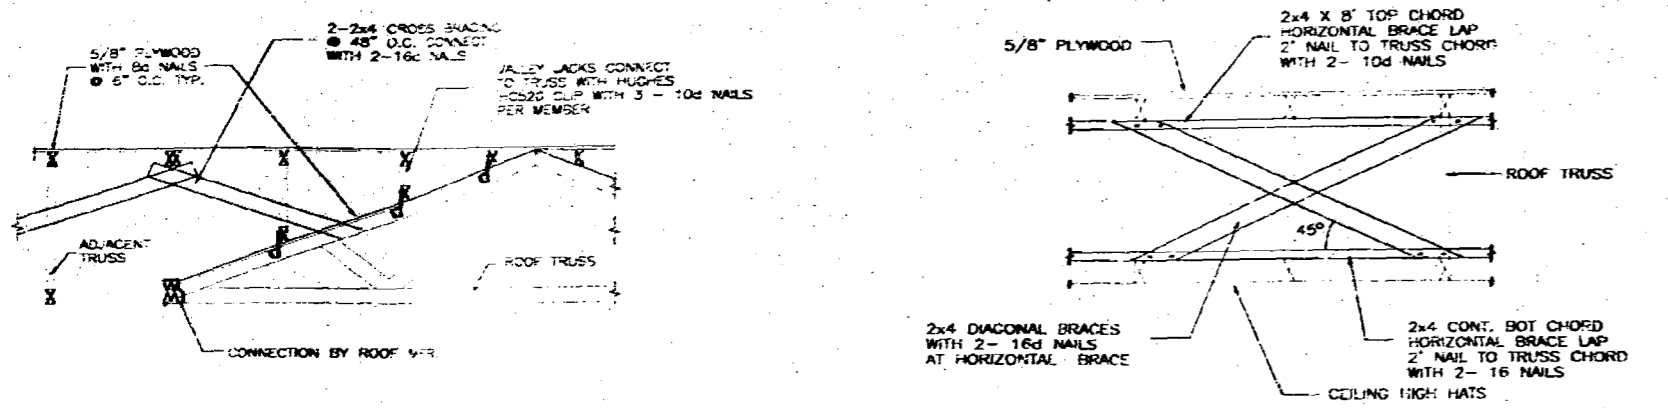 2-2x4 CROSS BRACING
@ 48" O.C. CONNECT
WITH 2-16d NAILS
5/8" PLYWOOD
WITH 8d NAILS
@ 6" O.C. TYP.
VALLEY JACKS CONNECT
TO TRUSS WITH HUGHES
HC520 CLIP WITH 3 - 10d NAILS
PER MEMBER
ADJACENT
TRUSS
ROOF TRUSS
CONNECTION BY ROOF MFR.
2x4 X 8' TOP CHORD
HORIZONTAL BRACE LAP
2' NAIL TO TRUSS CHORD
WITH 2- 10d NAILS
5/8" PLYWOOD
ROOF TRUSS
45°
2x4 DIAGONAL BRACES
WITH 2- 16d NAILS
AT HORIZONTAL BRACE
2x4 CONT. BOT CHORD
HORIZONTAL BRACE LAP
2' NAIL TO TRUSS CHORD
WITH 2- 16 NAILS
CEILING HIGH HATS